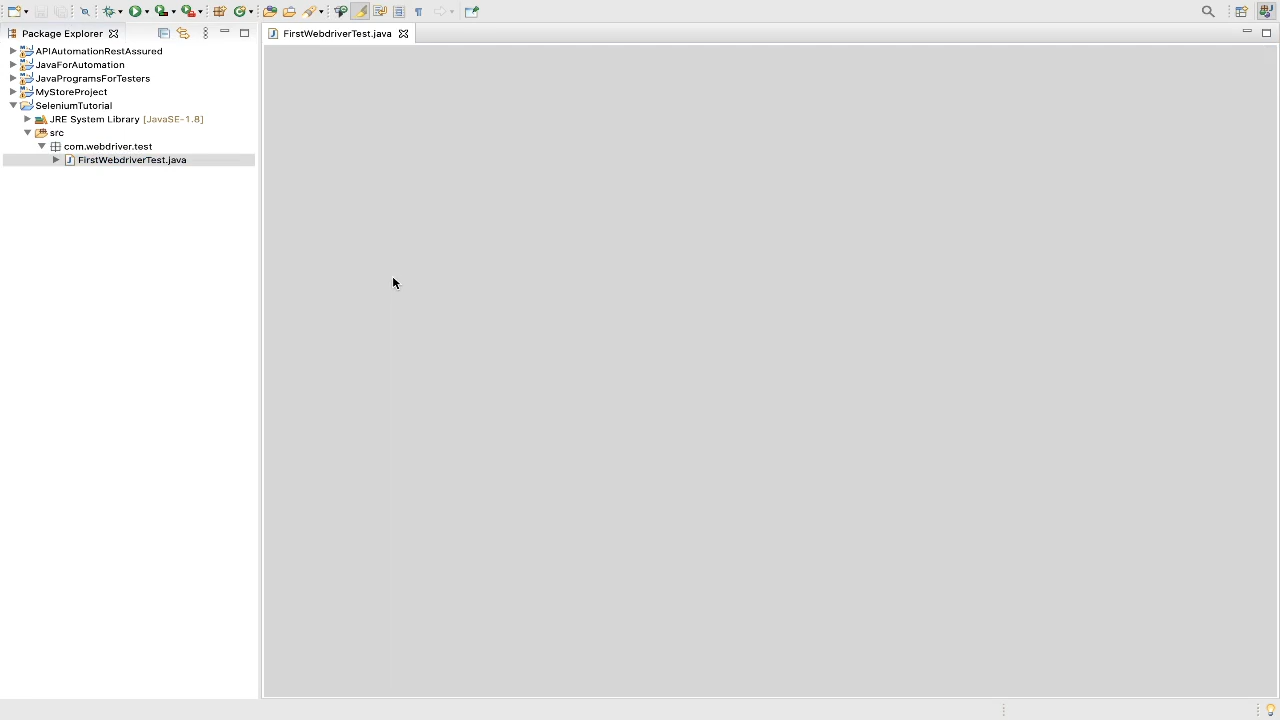 Package Explorer
FirstWebdriverTest.java
APIAutomationRestAssured
JavaForAutomation
JavaProgramsForTesters
MyStoreProject
SeleniumTutorial
JRE System Library [JavaSE-1.8]
src
com.webdriver.test
FirstWebdriverTest.java